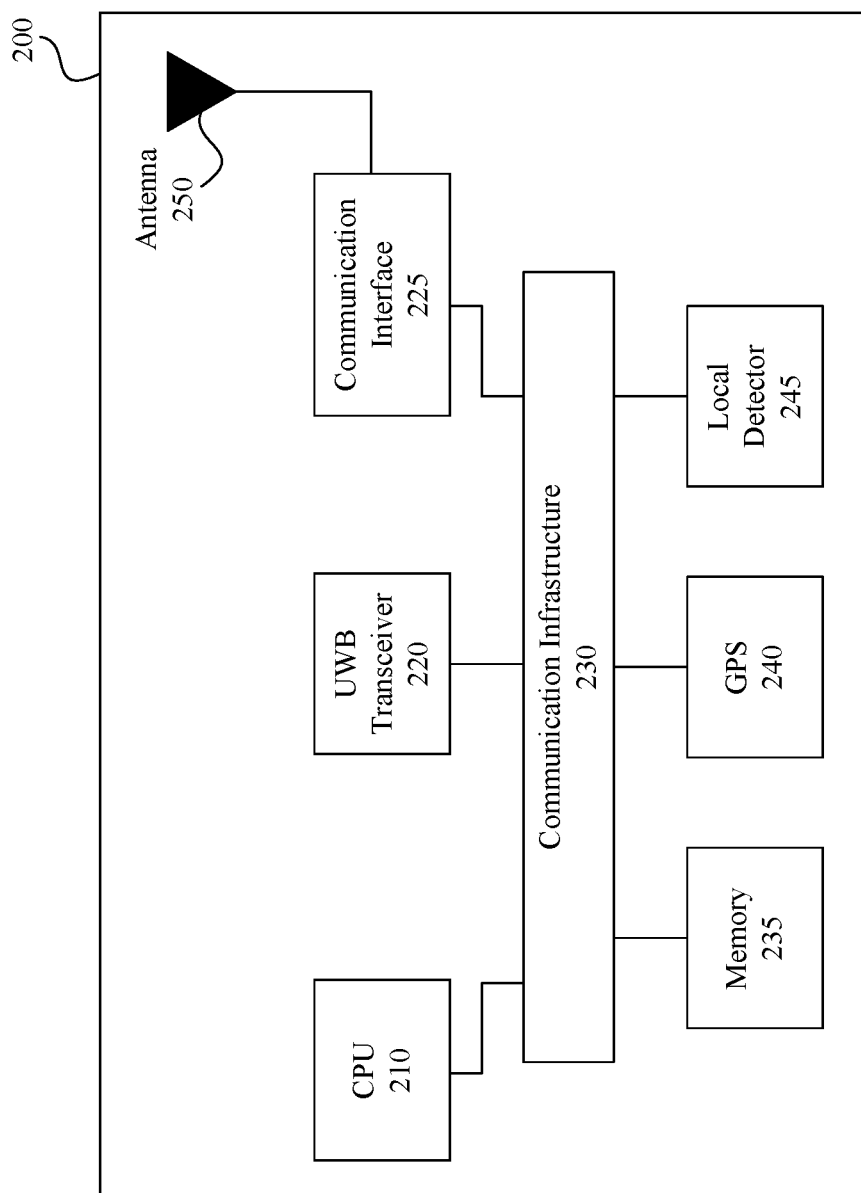 200
Antenna
250
CPU
210
UWB
Transceiver
220
Communication
Interface
225
Communication Infrastructure
230
Memory
235
GPS
240
Local
Detector
245